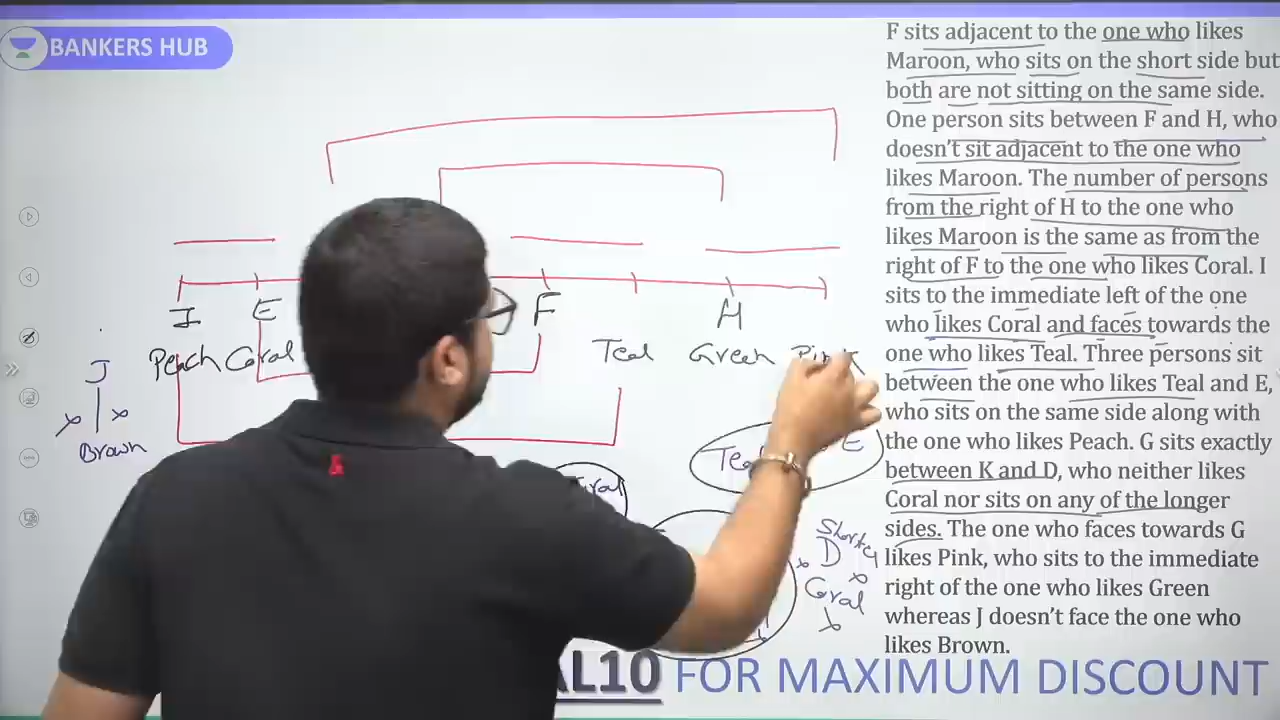 BANKERS HUB
F sits adjacent to the one who likes
Maroon, who sits on the short side but
both are not sitting on the same side.
One person sits between F and H, who
doesn't sit adjacent to the one who
likes Maroon. The number of persons
from the right of H to the one who
likes Maroon is the same as from the
right of F to the one who likes Coral. I
sits to the immediate left of the one
who likes Coral and faces towards the
one who likes Teal. Three persons sit
between the one who likes Teal and E,
who sits on the same side along with
the one who likes Peach. G sits exactly
between K and D, who neither likes
Coral nor sits on any of the longer
sides. The one who faces towards G
likes Pink, who sits to the immediate
right of the one who likes Green
whereas J doesn't face the one who
likes Brown.
I E F H
Peach Coral Teal Green
J
x x
Brown
E
Shorter
D
x x
Coral
FOR MAXIMUM DISCOUNT